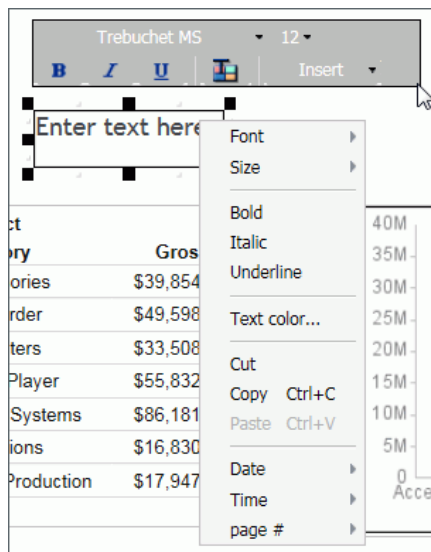 Trebuchet MS 12
B I U Insert
Enter text here
Font
Size
Bold
Italic
Underline
Text color...
Cut
Copy Ctrl+C
Paste Ctrl+V
Date
Time
page #
ct
ry Gros
ories $39,854
rder $49,598
ters $33,508
Player $55,832
Systems $86,181
ions $16,830
Production $17,947
40M
35M
30M
25M
20M
15M
10M
5M
0
Acce